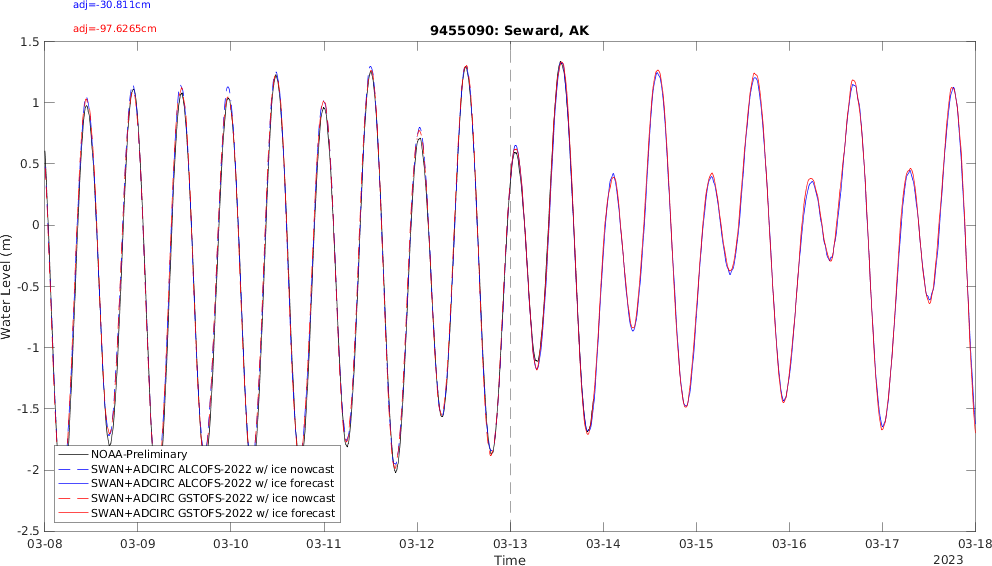 adj=-30.811cm
adj=-97.6265cm
9455090: Seward, AK
1.5
1
0.5
0
-0.5
-1
-1.5
-2
-2.5
Water Level (m)
NOAA-Preliminary
SWAN+ADCIRC ALCOFS-2022 w/ ice nowcast
SWAN+ADCIRC ALCOFS-2022 w/ ice forecast
SWAN+ADCIRC GSTOFS-2022 w/ ice nowcast
SWAN+ADCIRC GSTOFS-2022 w/ ice forecast
03-08 03-09 03-10 03-11 03-12 03-13 03-14 03-15 03-16 03-17 03-18
Time
2023